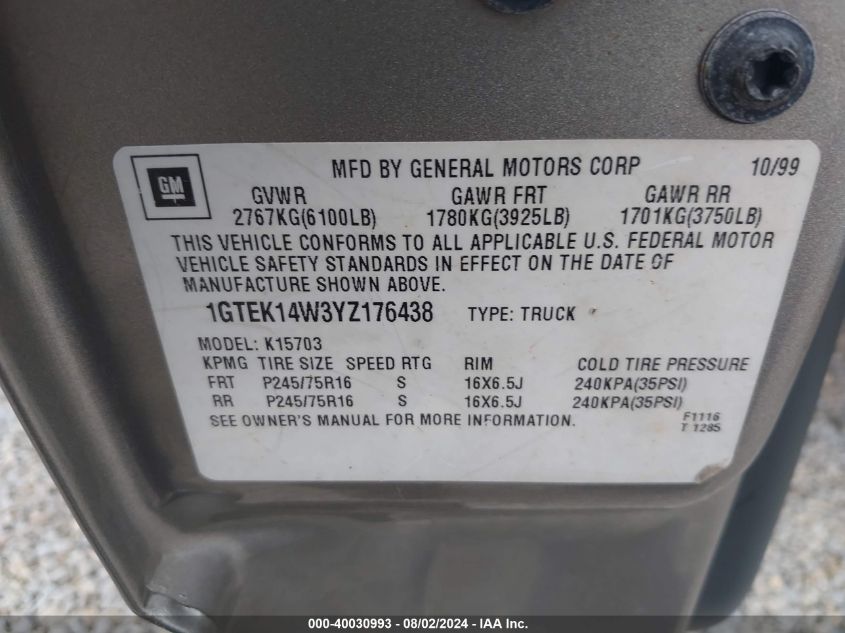 GM
MFD BY GENERAL MOTORS CORP 10/99
GVWR GAWR FRT GAWR RR
2767KG(6100LB) 1780KG(3925LB) 1701KG(3750LB)
THIS VEHICLE CONFORMS TO ALL APPLICABLE U.S. FEDERAL MOTOR
VEHICLE SAFETY STANDARDS IN EFFECT ON THE DATE OF
MANUFACTURE SHOWN ABOVE.
1GTEK14W3YZ176438 TYPE: TRUCK
MODEL: K15703
KPMG TIRE SIZE SPEED RTG RIM COLD TIRE PRESSURE
FRT P245/75R16 S 16X6.5J 240KPA(35PSI)
RR P245/75R16 S 16X6.5J 240KPA(35PSI)
SEE OWNER'S MANUAL FOR MORE INFORMATION. F1116
T 1285
000-40030993 - 08/02/2024 - IAA Inc.